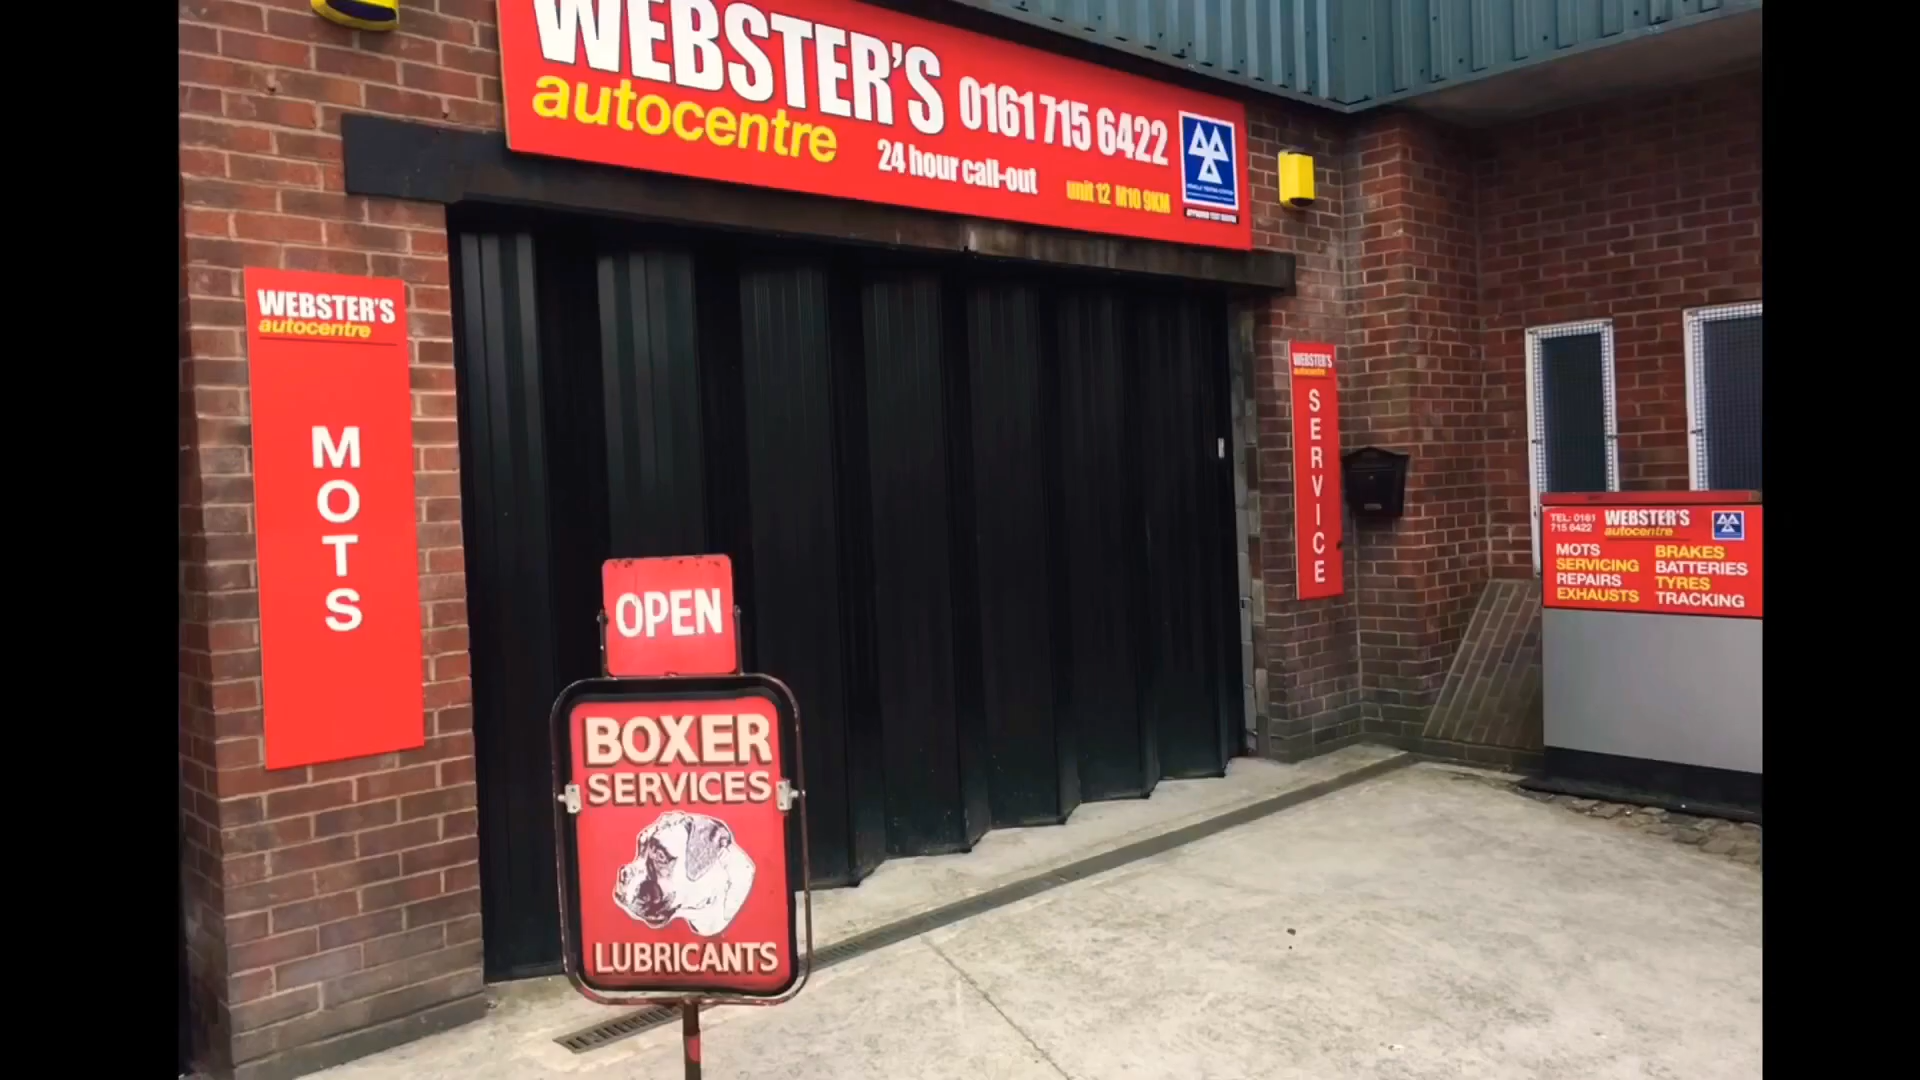 WEBSTER'S
autocentre
0161 715 6422
24 hour call-out
unit 12 M10 9KM
WEBSTER'S
autocentre
MOTS
OPEN
BOXER
SERVICES
LUBRICANTS
WEBSTER'S
autocentre
SERVICE
TEL: 0161
715 6422
WEBSTER'S
autocentre
MOTS
SERVICING
REPAIRS
EXHAUSTS
BRAKES
BATTERIES
TYRES
TRACKING